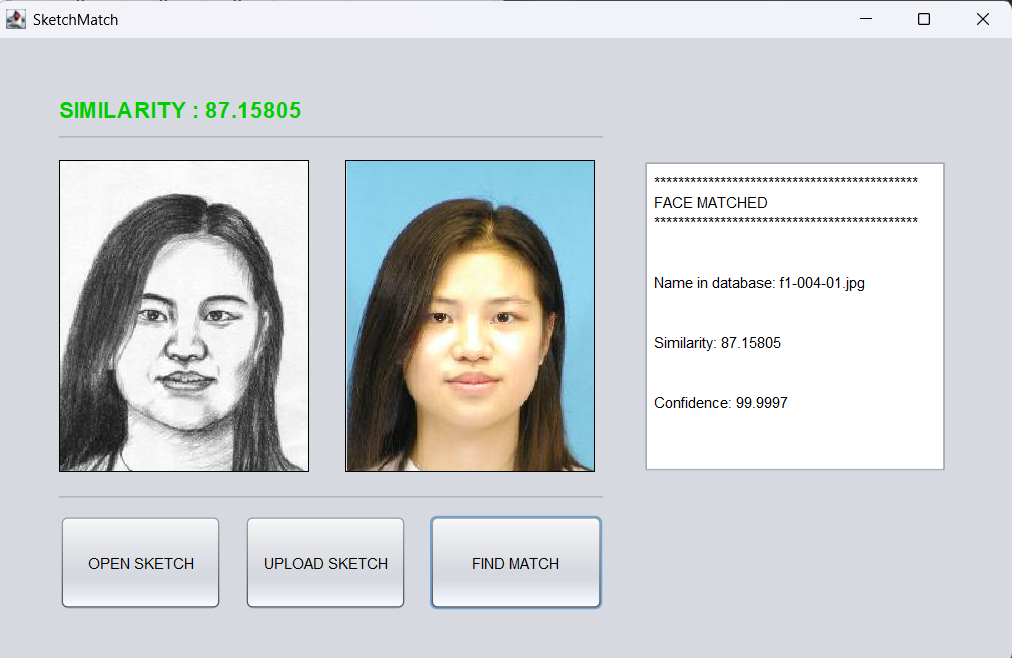 SketchMatch
SIMILARITY : 87.15805
********************************************
FACE MATCHED
********************************************
Name in database: f1-004-01.jpg
Similarity: 87.15805
Confidence: 99.9997
OPEN SKETCH
UPLOAD SKETCH
FIND MATCH